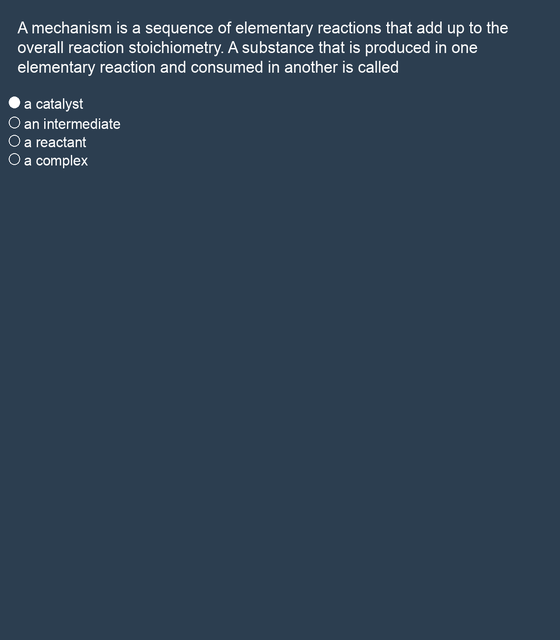 A mechanism is a sequence of elementary reactions that add up to the
overall reaction stoichiometry. A substance that is produced in one
elementary reaction and consumed in another is called
a catalyst
an intermediate
a reactant
a complex